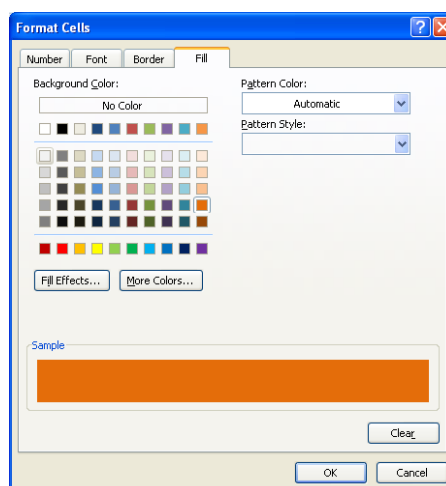 Format Cells
Number Font Border Fill
Background Color:
No Color
Pattern Color:
Automatic
Pattern Style:
Fill Effects...
More Colors...
Sample
Clear
OK
Cancel